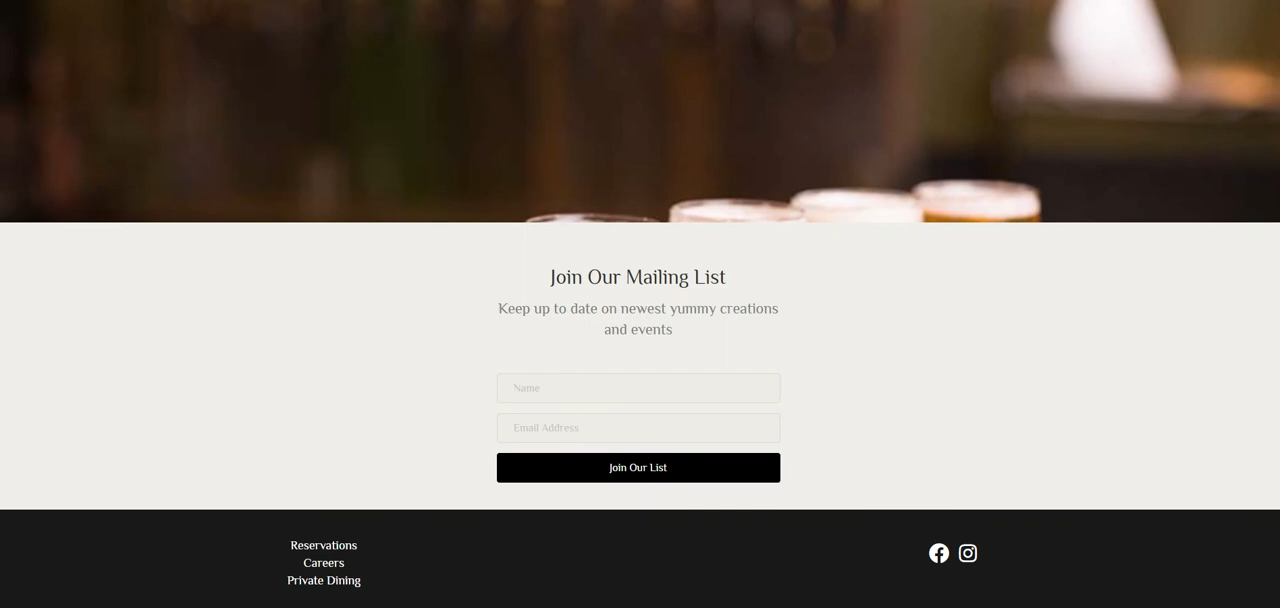 Join Our Mailing List
Keep up to date on newest yummy creations
and events
Name
Email Address
Join Our List
Reservations
Careers
Private Dining